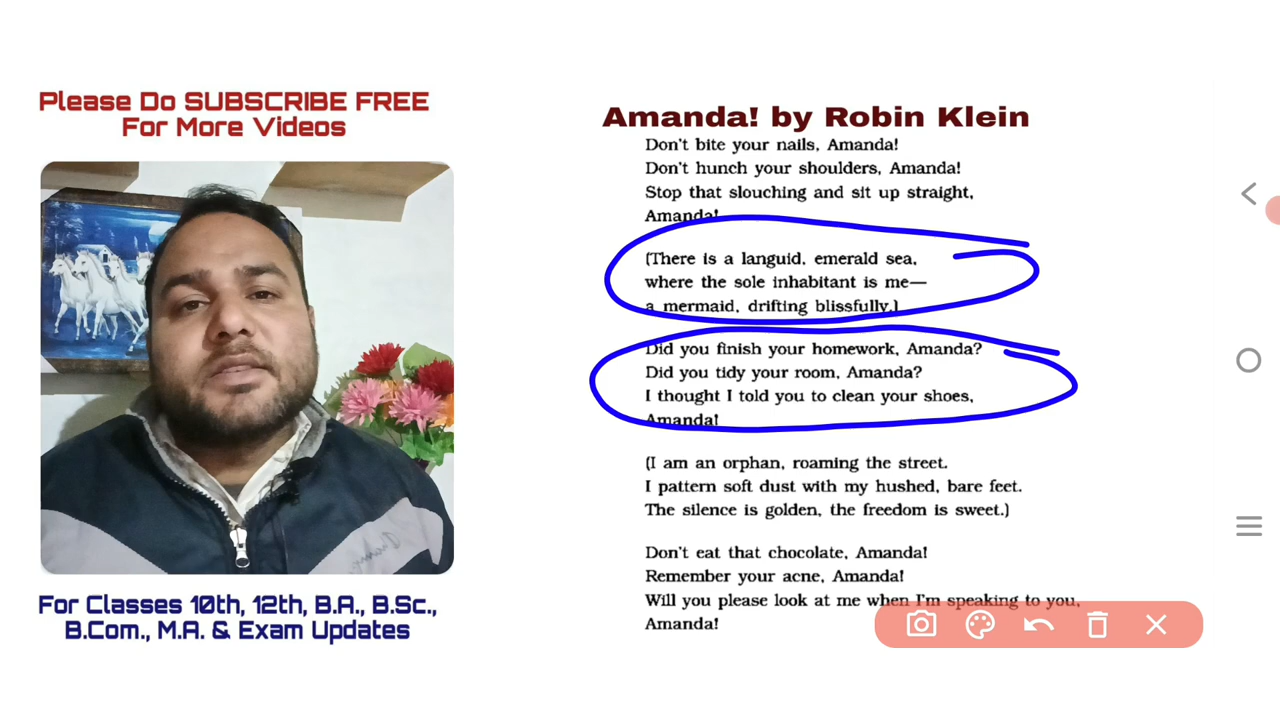 Please Do SUBSCRIBE FREE
For More Videos
For Classes 10th, 12th, B.A., B.Sc.,
B.Com., M.A. & Exam Updates
Amanda! by Robin Klein
Don't bite your nails, Amanda!
Don't hunch your shoulders, Amanda!
Stop that slouching and sit up straight,
Amanda!
(There is a languid, emerald sea,
where the sole inhabitant is me—
a mermaid, drifting blissfully.)
Did you finish your homework, Amanda?
Did you tidy your room, Amanda?
I thought I told you to clean your shoes,
Amanda!
(I am an orphan, roaming the street.
I pattern soft dust with my hushed, bare feet.
The silence is golden, the freedom is sweet.)
Don't eat that chocolate, Amanda!
Remember your acne, Amanda!
Will you please look at me when I'm speaking to you,
Amanda!